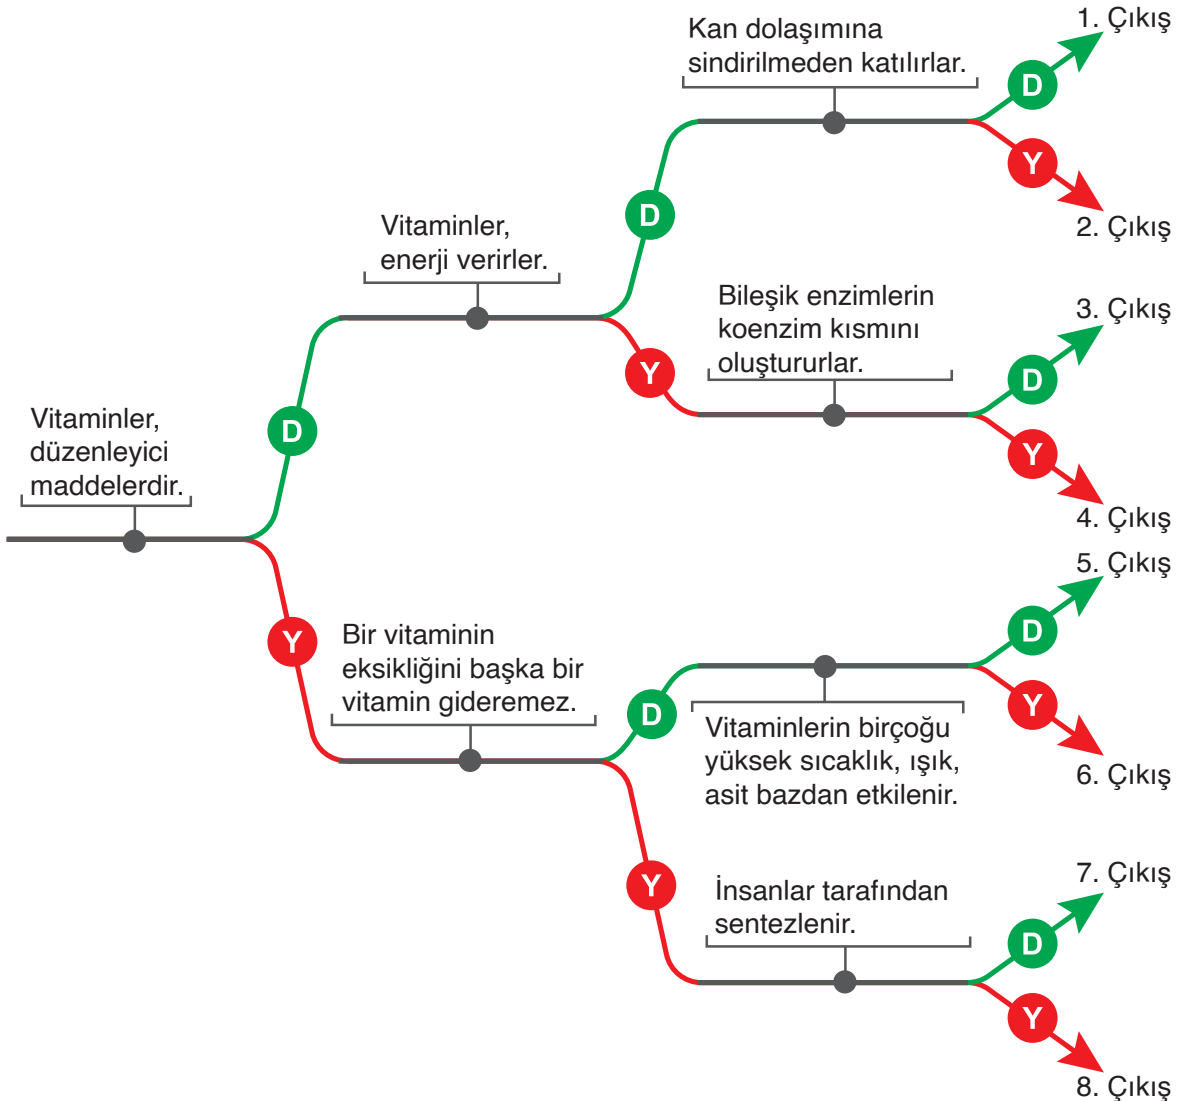 Vitaminler,
düzenleyici
maddelerdir.
D
Y
Vitaminler,
enerji verirler.
D
Y
Kan dolaşımına
sindirilmeden katılırlar.
D
1. Çıkış
Y
2. Çıkış
Bileşik enzimlerin
koenzim kısmını
oluştururlar.
D
3. Çıkış
Y
4. Çıkış
Bir vitaminin
eksikliğini başka bir
vitamin gideremez.
D
Y
Vitaminlerin birçoğu
yüksek sıcaklık, ışık,
asit bazdan etkilenir.
D
5. Çıkış
Y
6. Çıkış
İnsanlar tarafından
sentezlenir.
D
7. Çıkış
Y
8. Çıkış